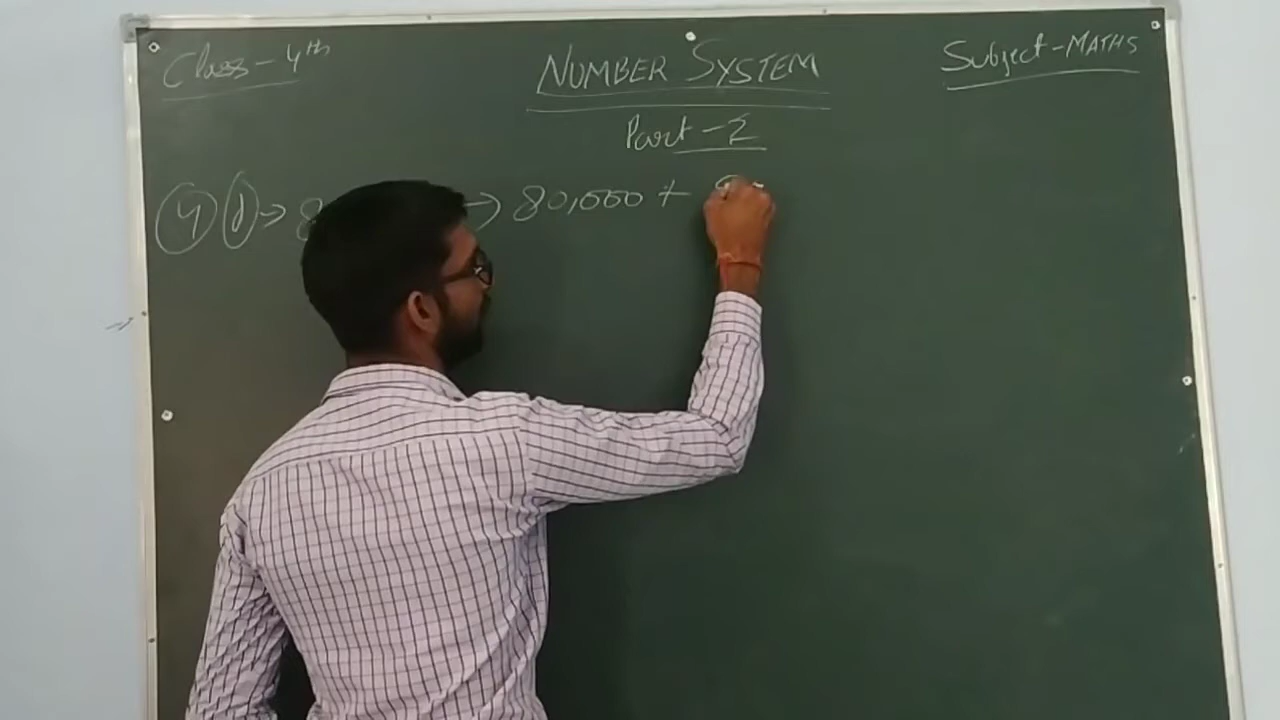 Class - 4th
NUMBER SYSTEM
Subject - MATHS
Part - 2
4 → 8 → 80,000 +